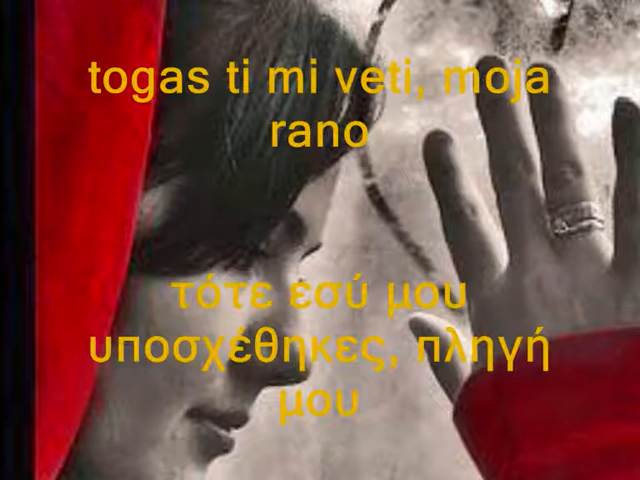 togas ti mi veti, moja
rano
τότε εσύ μου
υποσχέθηκες, πληγή
μου